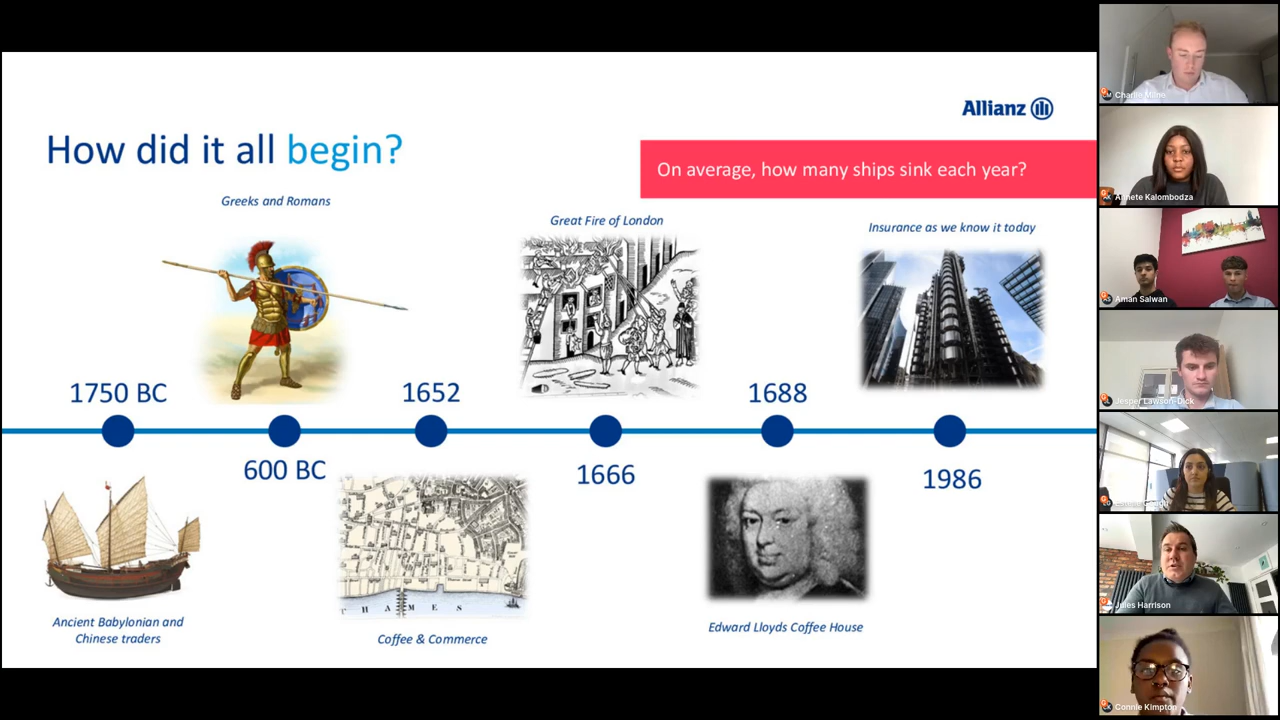 Allianz
How did it all begin?
On average, how many ships sink each year?
Greeks and Romans
Great Fire of London
Insurance as we know it today
1750 BC
1652
1688
600 BC
1666
1986
THAMES
Ancient Babylonian and
Chinese traders
Coffee & Commerce
Edward Lloyds Coffee House
Charlie Milne
Kalombodza
Aman Salwan
Jesper Lawson-Dick
Jules Harrison
Connie Kimpton